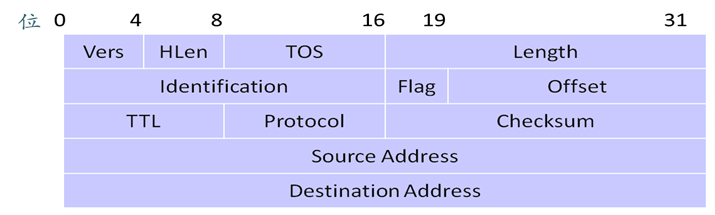 位 0 4 8 16 19 31
Vers HLen TOS Length
Identification Flag Offset
TTL Protocol Checksum
Source Address
Destination Address